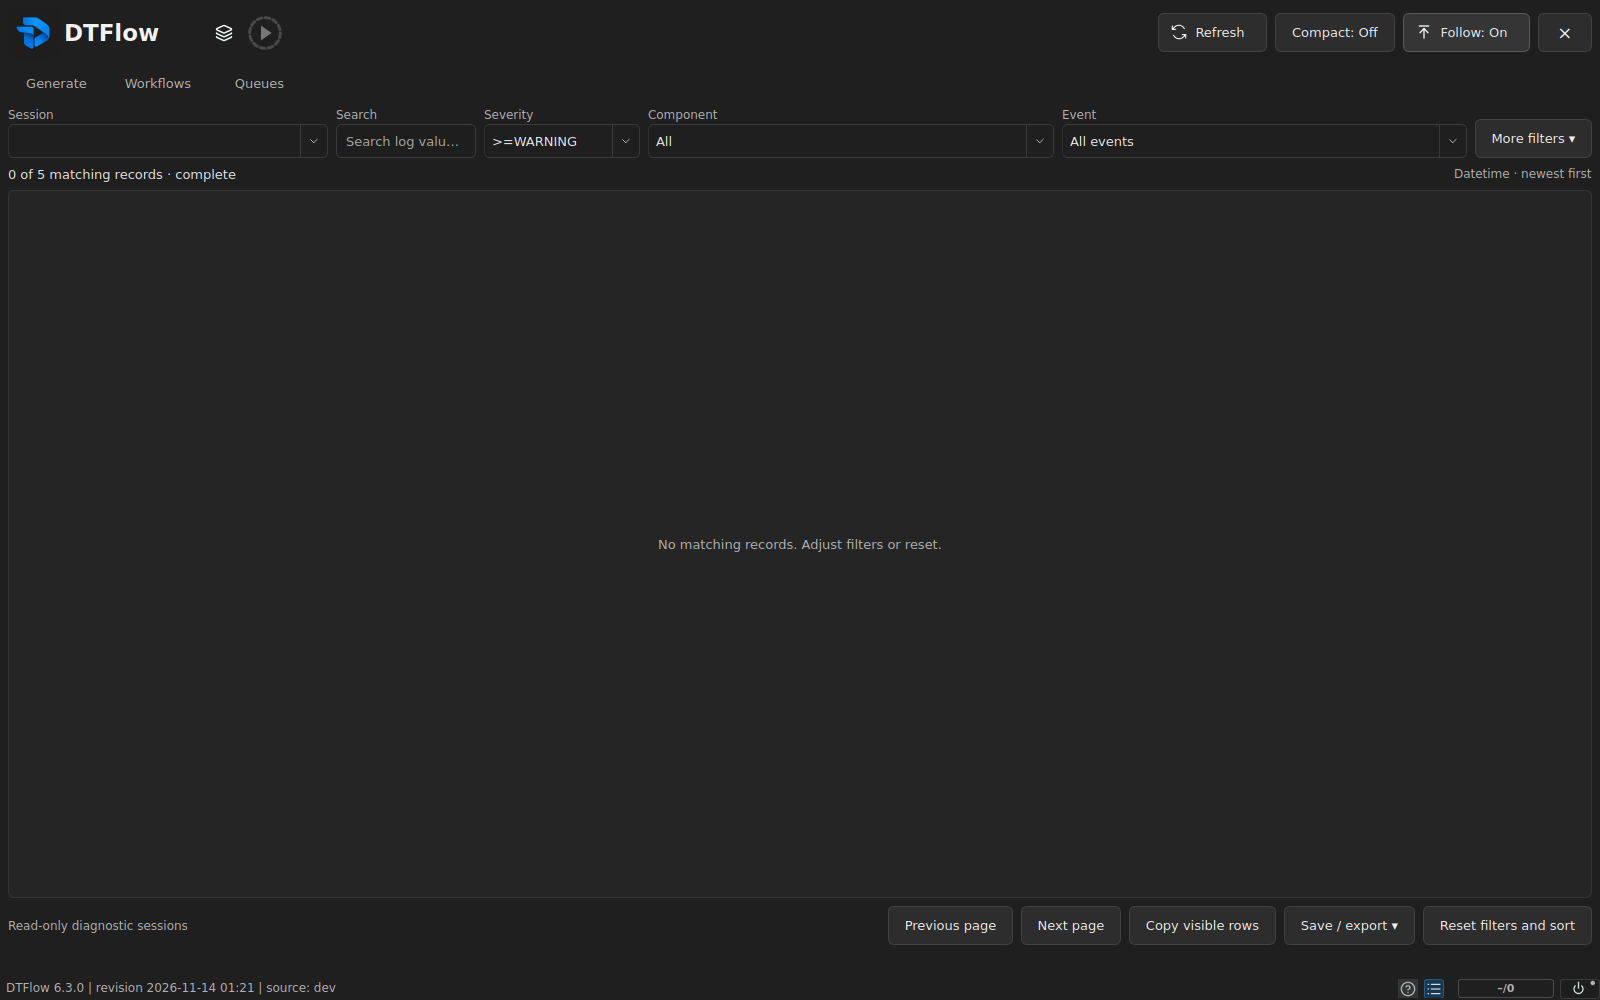 DTFlow
Refresh
Compact: Off
Follow: On
Generate
Workflows
Queues
Session
Search
Severity
Component
Event
Search log valu...
>=WARNING
All
All events
More filters ▾
0 of 5 matching records · complete
Datetime · newest first
No matching records. Adjust filters or reset.
Read-only diagnostic sessions
Previous page
Next page
Copy visible rows
Save / export ▾
Reset filters and sort
DTFlow 6.3.0 | revision 2026-11-14 01:21 | source: dev
-/0